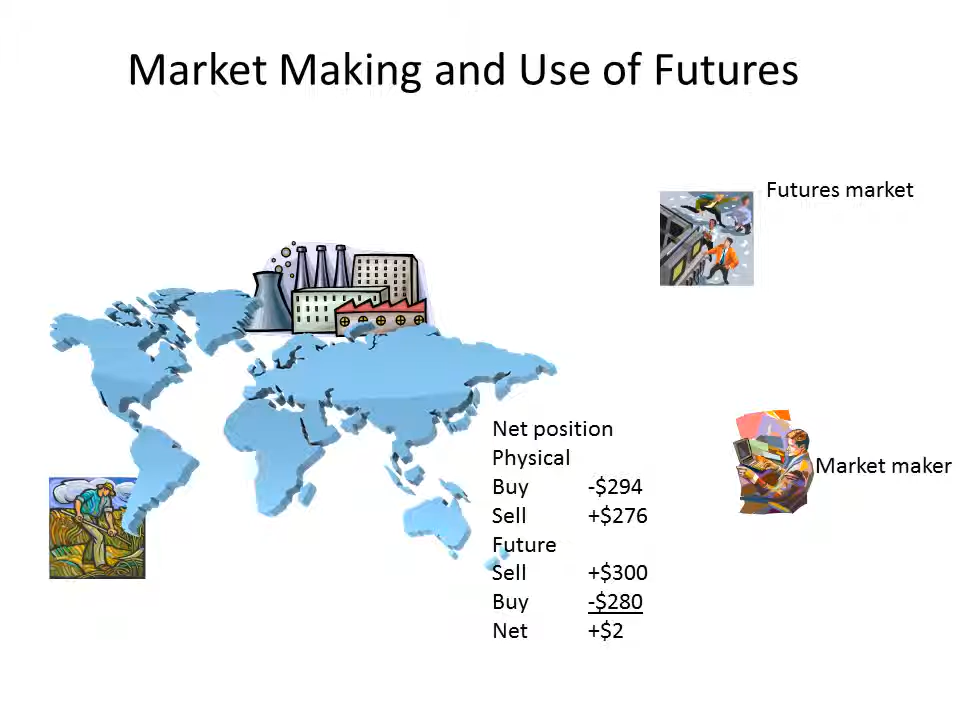 Market Making and Use of Futures
Futures market
Net position
Physical
Buy -$294
Sell +$276
Future
Sell +$300
Buy -$280
Net +$2
Market maker